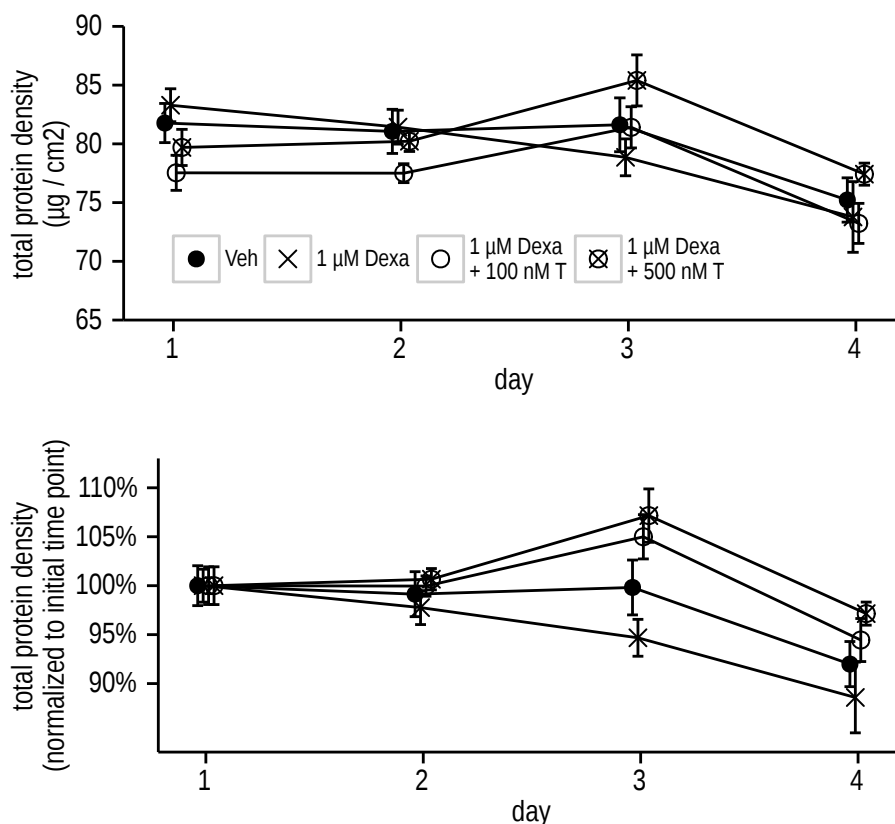 total protein density
(µg / cm2)
90
85
80
75
70
65
Veh
1 µM Dexa
1 µM Dexa
+ 100 nM T
1 µM Dexa
+ 500 nM T
1 2 3 4
day
total protein density
(normalized to initial time point)
110%
105%
100%
95%
90%
1 2 3 4
day